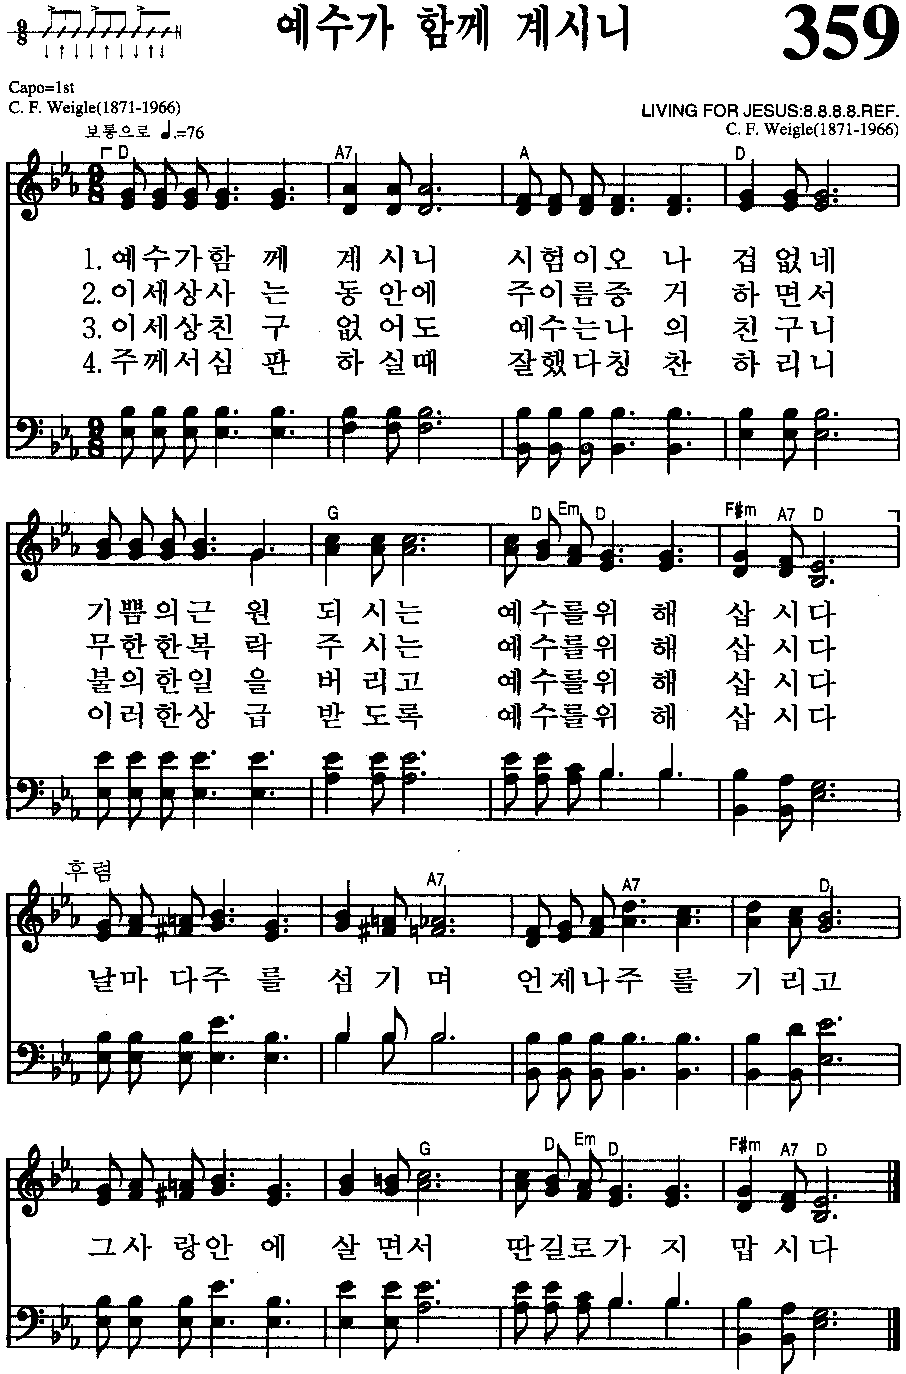 예수가 함께 계시니 359
Capo=1st
C. F. Weigle(1871-1966)
LIVING FOR JESUS:8.8.8.8.REF.
C. F. Weigle(1871-1966)
보통으로 ♩.=76
D A7 A D
9/8
1. 예수가함 께 계 시니 시험이오 나 겁 없네
2. 이세상사 는 동 안에 주이름증 거 하 면서
3. 이세상친 구 없 어도 예수는나 의 친 구니
4. 주께서심 판 하 실때 잘했다칭 찬 하 리니
G D Em D F#m A7 D
기쁨의근 원 되 시는 예수를위 해 삽 시다
무한한복 락 주 시는 예수를위 해 삽 시다
불의한일 을 버 리고 예수를위 해 삽 시다
이러한상 급 받 도록 예수를위 해 삽 시다
후렴
A7 A7 D
날마 다주 를 섬 기 며 언제나주 를 기 리고
G D Em D F#m A7 D
그사 랑안 에 살 면서 딴길로가 지 맙 시다